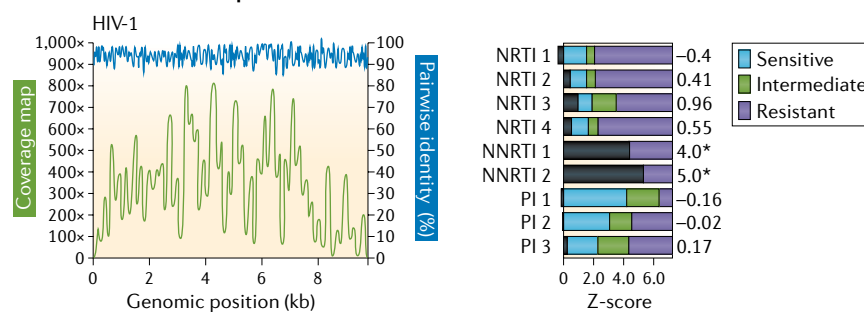 HIV-1
1,000×
900×
800×
700×
600×
500×
400×
300×
200×
100×
0
Coverage map
100
90
80
70
60
50
40
30
20
10
0
Pairwise identity (%)
0 2 4 6 8
Genomic position (kb)
NRTI 1 –0.4
NRTI 2 0.41
NRTI 3 0.96
NRTI 4 0.55
NNRTI 1 4.0*
NNRTI 2 5.0*
PI 1 –0.16
PI 2 –0.02
PI 3 0.17
0 2.0 4.0 6.0
Z-score
Sensitive
Intermediate
Resistant